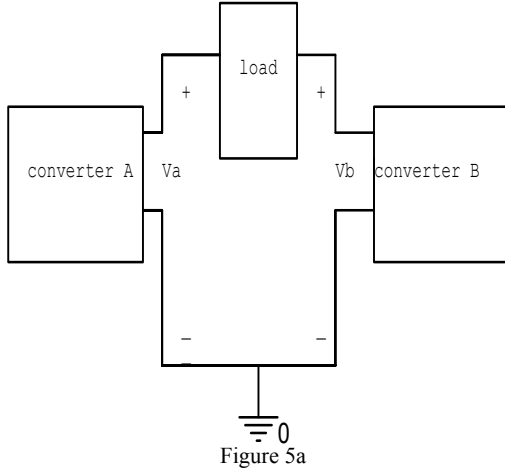 load
+ +
converter A Va Vb converter B
− −
−
0
Figure 5a